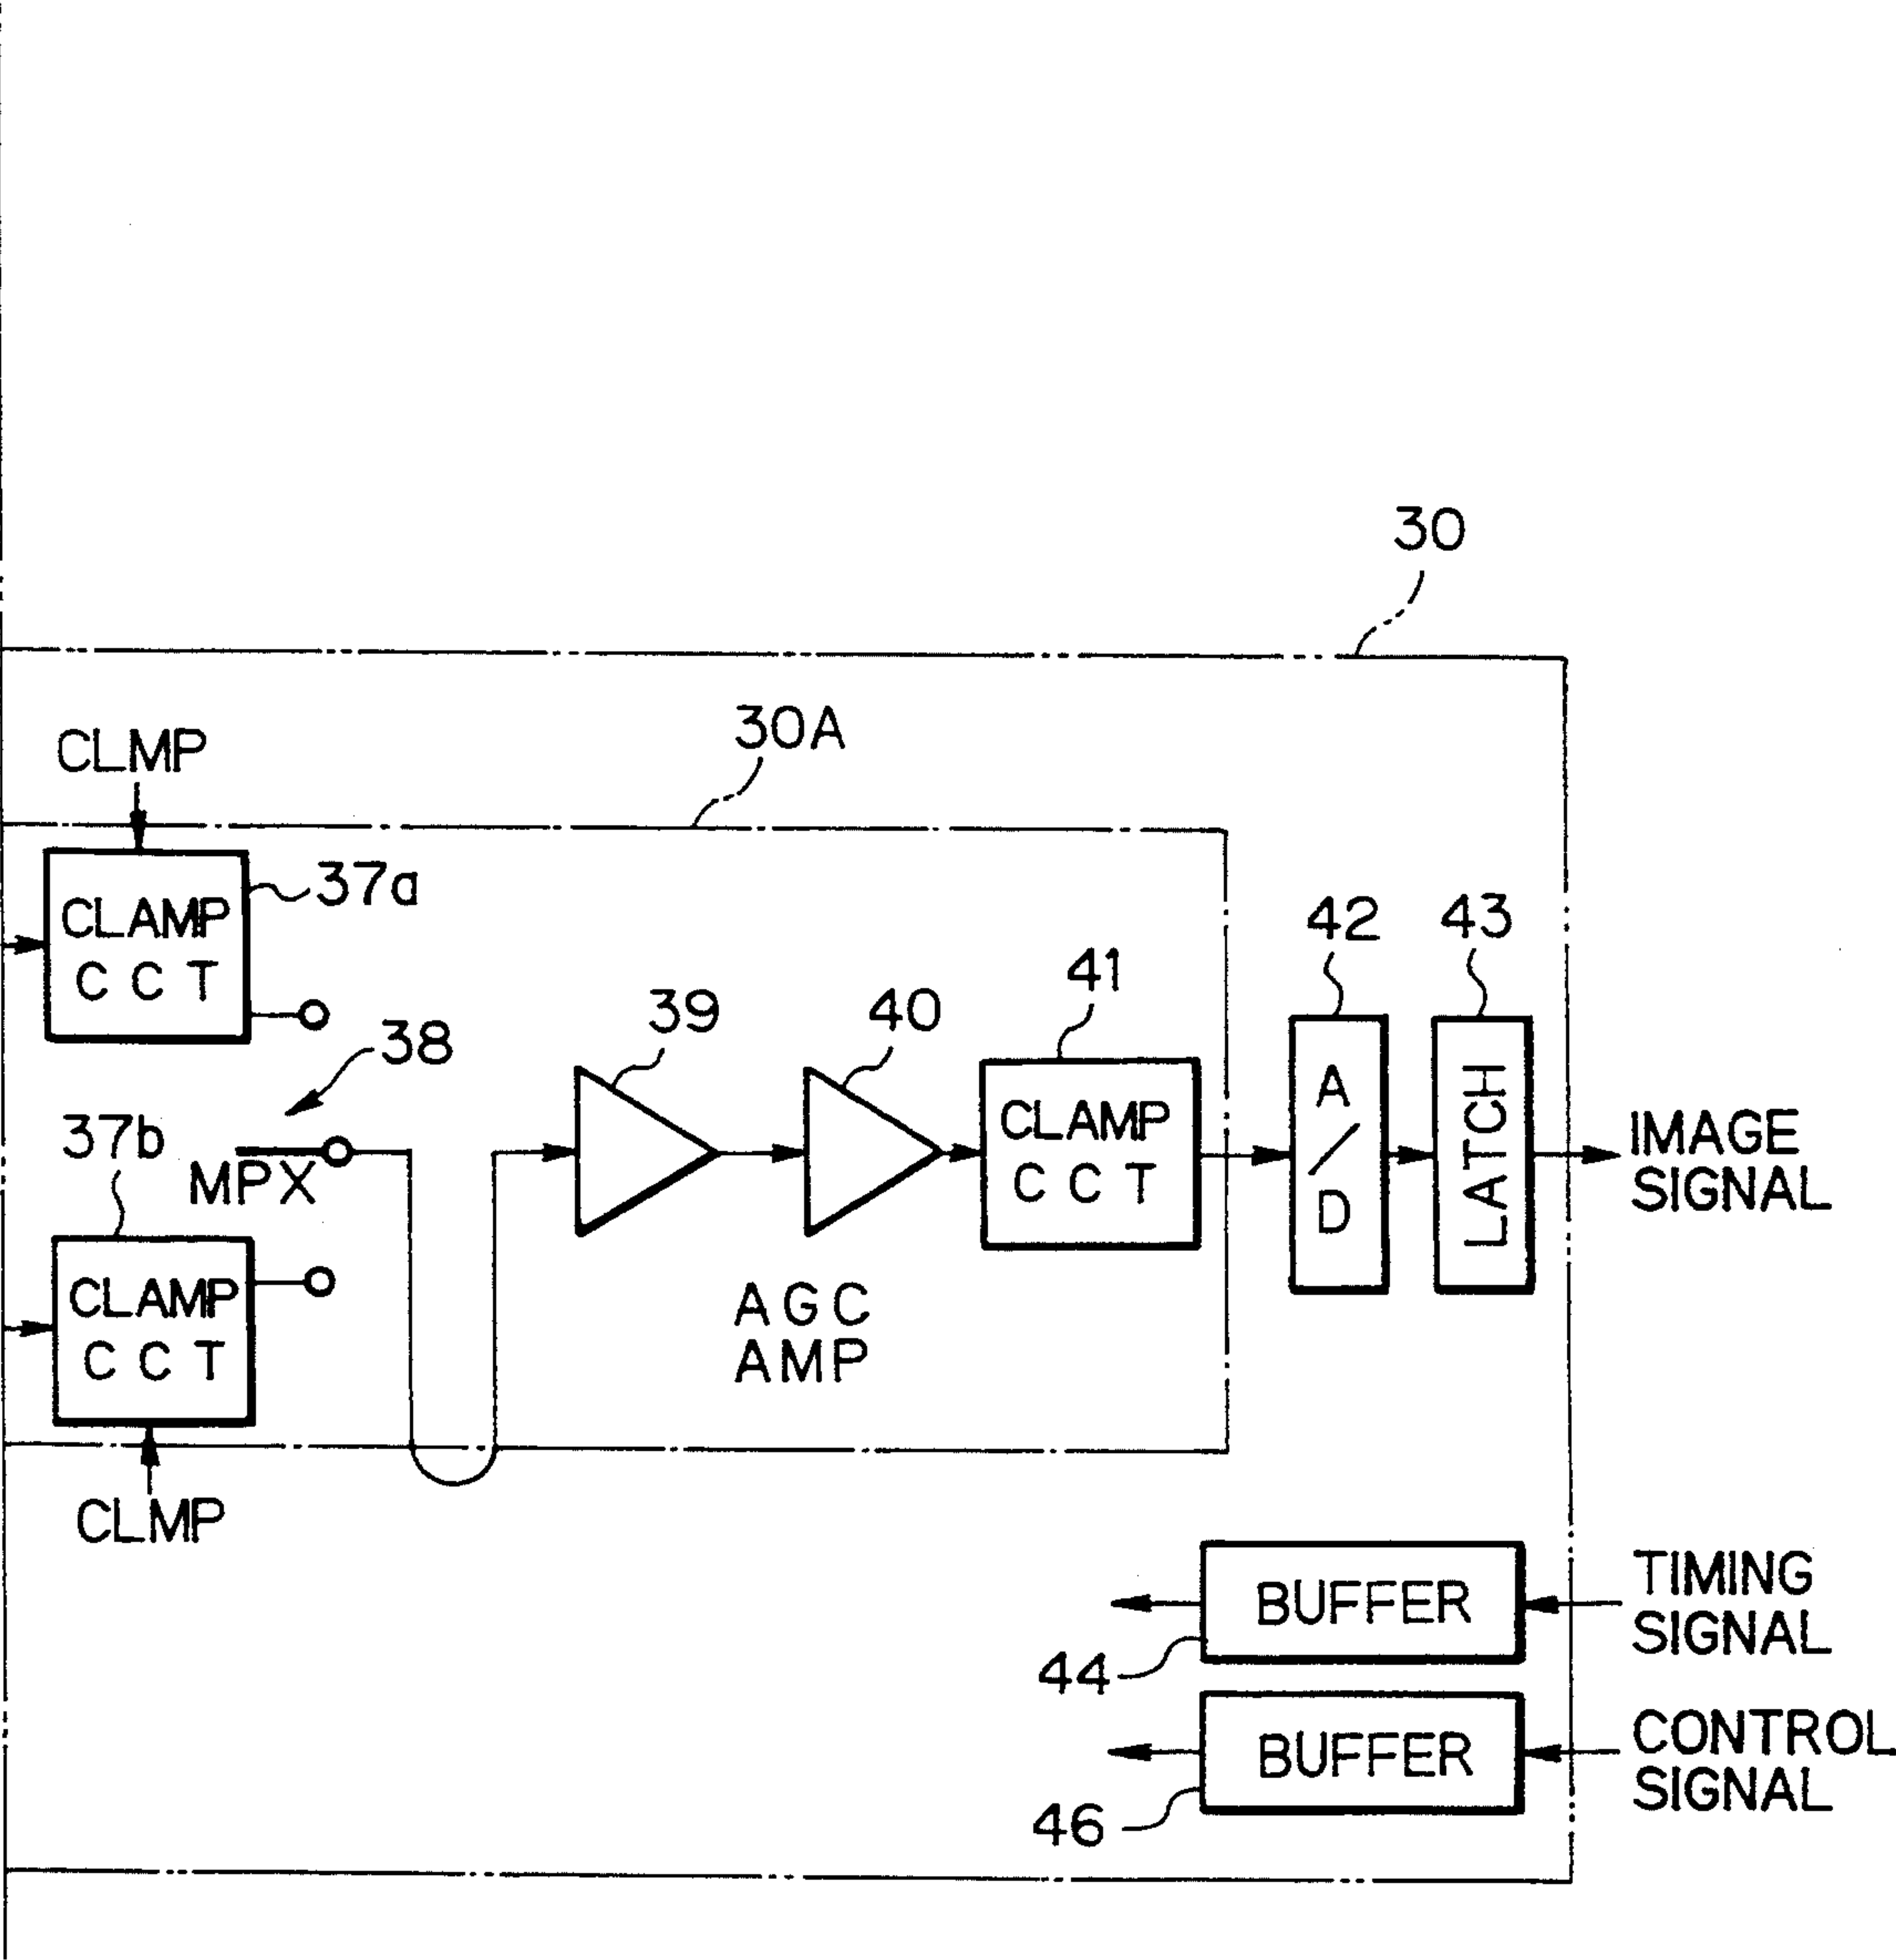 30
30A
CLMP
37a
CLAMP
CCT
42
43
41
39
40
38
37b
MPX
CLAMP
CCT
A/D
LATCH
IMAGE
SIGNAL
CLAMP
CCT
AGC
AMP
CLMP
BUFFER
TIMING
SIGNAL
44
BUFFER
CONTROL
SIGNAL
46